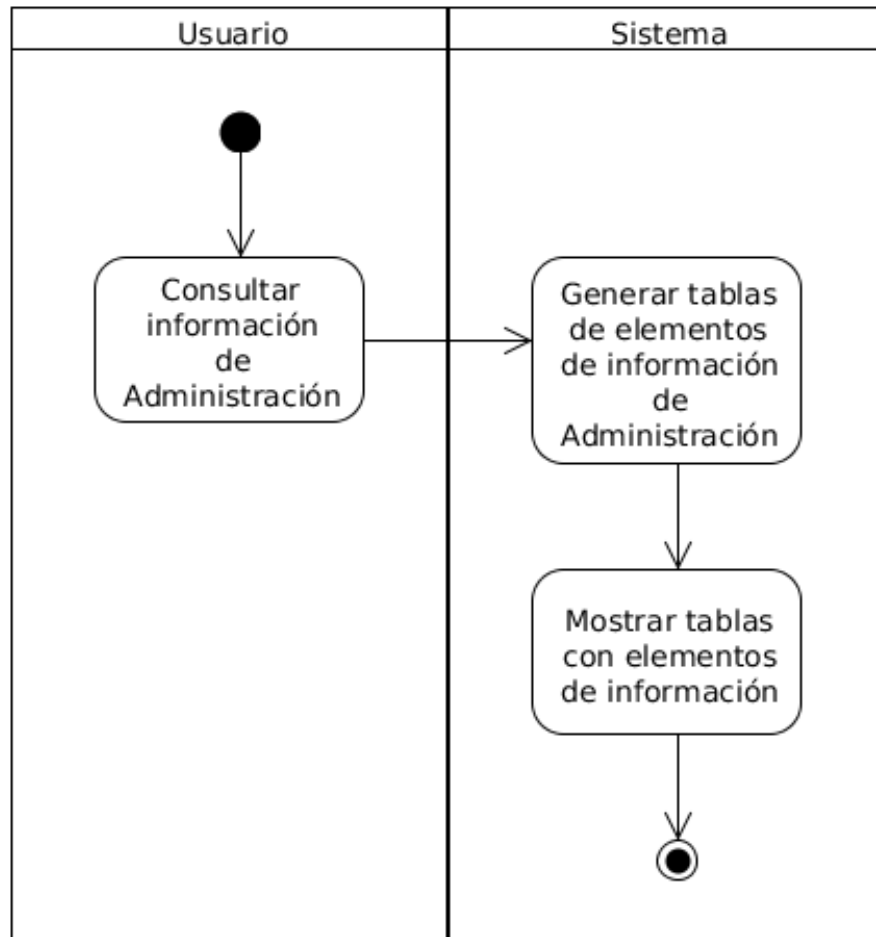 Usuario
Sistema
Consultar
información
de
Administración
Generar tablas
de elementos
de información
de
Administración
Mostrar tablas
con elementos
de información